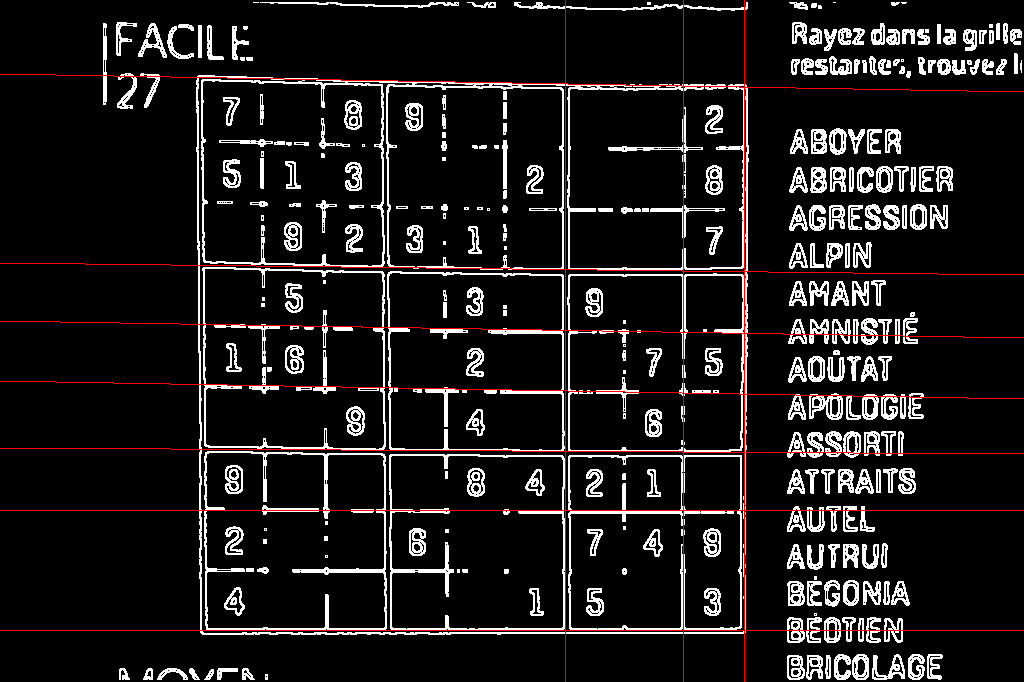 FACILE
27
Rayez dans la grille
restantes, trouvez l
7 8 9 2
5 1 3 2 8
9 2 3 1 7
5 3 9
1 6 2 7 5
9 4 6
9 8 4 2 1
2 6 7 4 9
4 1 5 3
ABOYER
ABRICOTIER
AGRESSION
ALPIN
AMANT
AMNISTIÉ
AOÛTAT
APOLOGIE
ASSORTI
ATTRAITS
AUTEL
AUTRUI
BÉGONIA
BÉOTIEN
BRICOLAGE
MOYEN